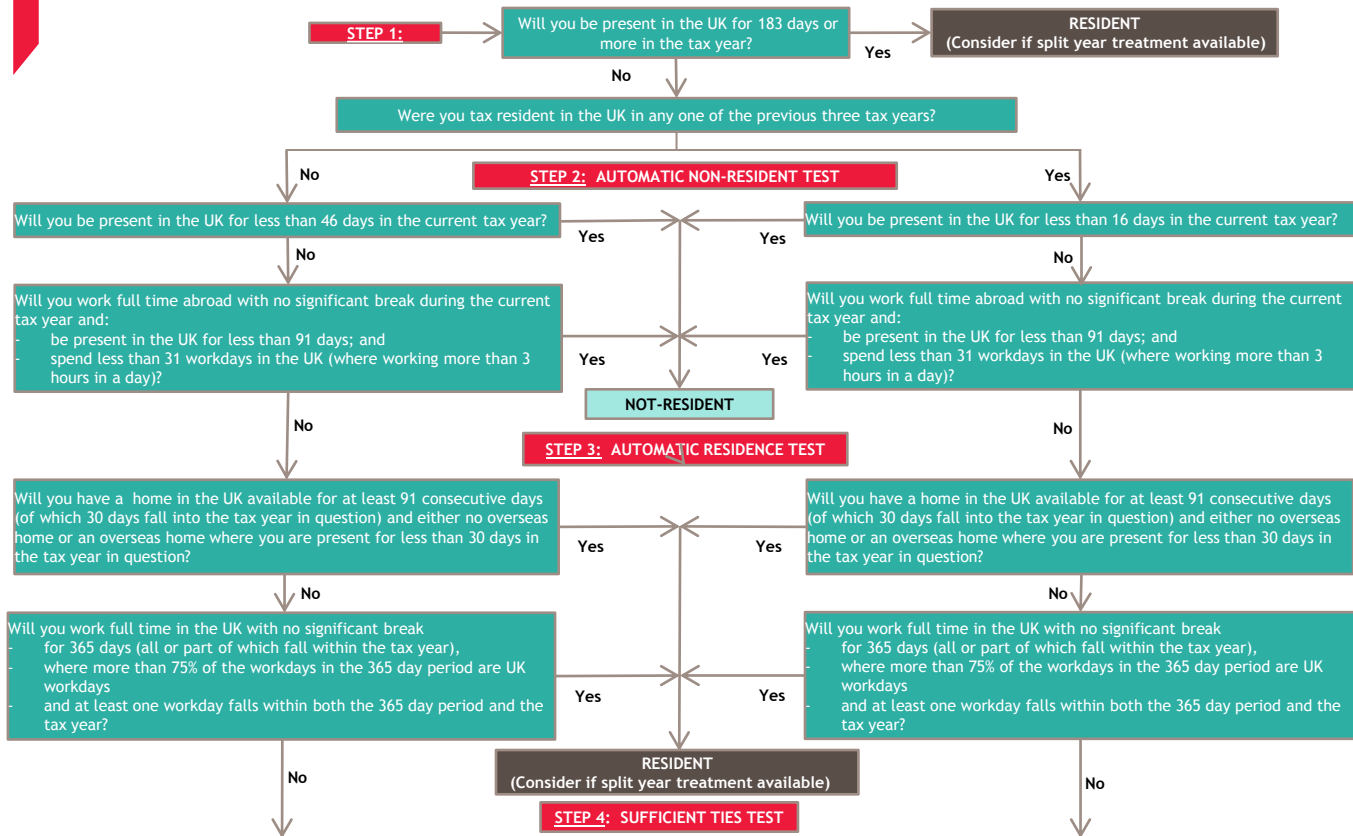 STEP 1:
Will you be present in the UK for 183 days or
more in the tax year?
Yes
RESIDENT
(Consider if split year treatment available)
No
Were you tax resident in the UK in any one of the previous three tax years?
No
STEP 2: AUTOMATIC NON-RESIDENT TEST
Yes
Will you be present in the UK for less than 46 days in the current tax year?
Yes
Yes
Will you be present in the UK for less than 16 days in the current tax year?
No
No
Will you work full time abroad with no significant break during the current
tax year and:
- be present in the UK for less than 91 days; and
- spend less than 31 workdays in the UK (where working more than 3
hours in a day)?
Yes
Yes
Will you work full time abroad with no significant break during the current
tax year and:
- be present in the UK for less than 91 days; and
- spend less than 31 workdays in the UK (where working more than 3
hours in a day)?
NOT-RESIDENT
No
No
STEP 3: AUTOMATIC RESIDENCE TEST
Will you have a home in the UK available for at least 91 consecutive days
(of which 30 days fall into the tax year in question) and either no overseas
home or an overseas home where you are present for less than 30 days in
the tax year in question?
Yes
Yes
Will you have a home in the UK available for at least 91 consecutive days
(of which 30 days fall into the tax year in question) and either no overseas
home or an overseas home where you are present for less than 30 days in
the tax year in question?
No
No
Will you work full time in the UK with no significant break
- for 365 days (all or part of which fall within the tax year),
- where more than 75% of the workdays in the 365 day period are UK
workdays
- and at least one workday falls within both the 365 day period and the
tax year?
Yes
Yes
Will you work full time in the UK with no significant break
- for 365 days (all or part of which fall within the tax year),
- where more than 75% of the workdays in the 365 day period are UK
workdays
- and at least one workday falls within both the 365 day period and the
tax year?
No
RESIDENT
(Consider if split year treatment available)
No
STEP 4: SUFFICIENT TIES TEST